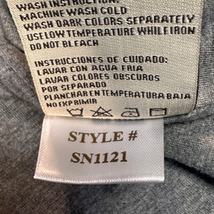 WASH INSTRUCTIONS
MACHINE WASH COLD
WASH DARK COLORS SEPARATELY
USE LOW TEMPERATURE WHILE IRON
DO NOT BLEACH
INSTRUCCIONES DE CUIDADO:
LAVAR CON AGUA FRIA
LAVAR COLORES OBSCUROS
POR SEPARADO
PLANCHAR EN TEMPERATURA BAJA
NO EXPRIMIR
STYLE #
SN1121